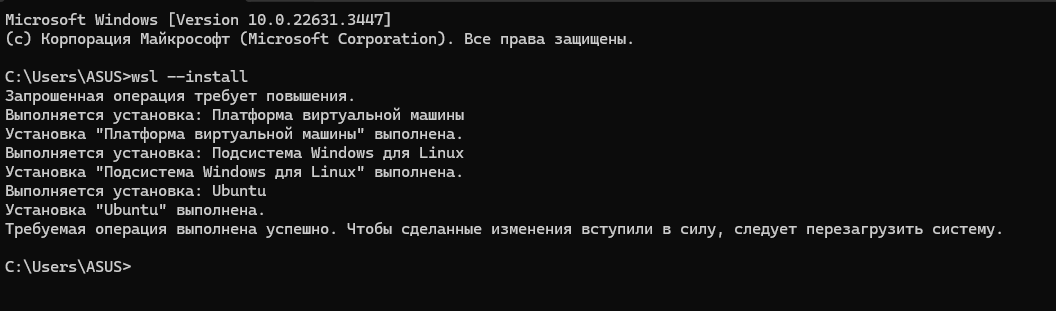 Microsoft Windows [Version 10.0.22631.3447]
(c) Корпорация Майкрософт (Microsoft Corporation). Все права защищены.
C:\Users\ASUS>wsl --install
Запрошенная операция требует повышения.
Выполняется установка: Платформа виртуальной машины
Установка "Платформа виртуальной машины" выполнена.
Выполняется установка: Подсистема Windows для Linux
Установка "Подсистема Windows для Linux" выполнена.
Выполняется установка: Ubuntu
Установка "Ubuntu" выполнена.
Требуемая операция выполнена успешно. Чтобы сделанные изменения вступили в силу, следует перезагрузить систему.
C:\Users\ASUS>